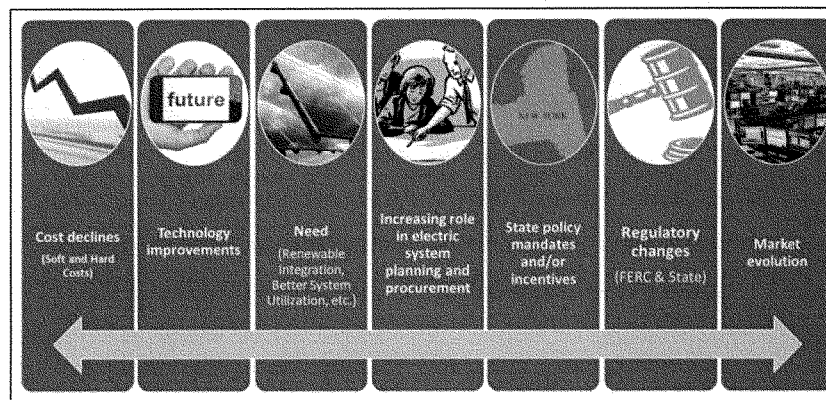 future
NEW YORK
Cost declines
(Soft and Hard
Costs)
Technology
improvements
Need
(Renewable
Integration,
Better System
Utilization, etc.)
Increasing role
in electric
system
planning and
procurement
State policy
mandates
and/or
incentives
Regulatory
changes
(FERC & State)
Market
evolution